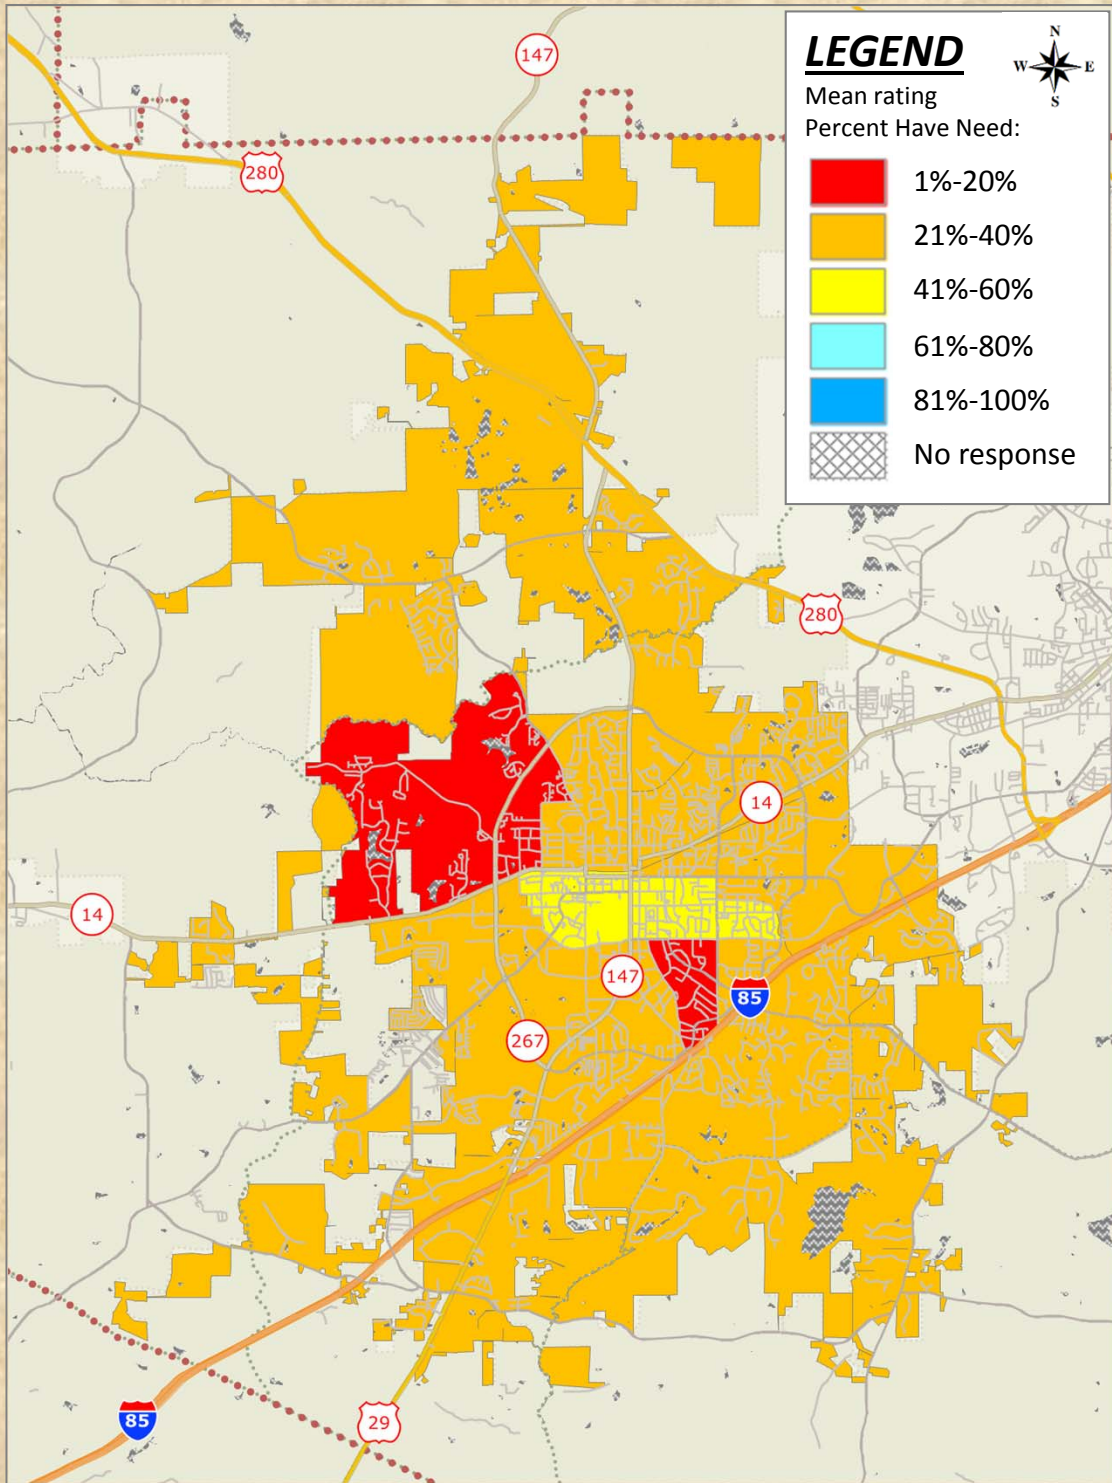 147
LEGEND
N
W E
S
Mean rating
Percent Have Need:
280
1%-20%
21%-40%
41%-60%
61%-80%
81%-100%
No response
280
14
14
147
85
267
85
29